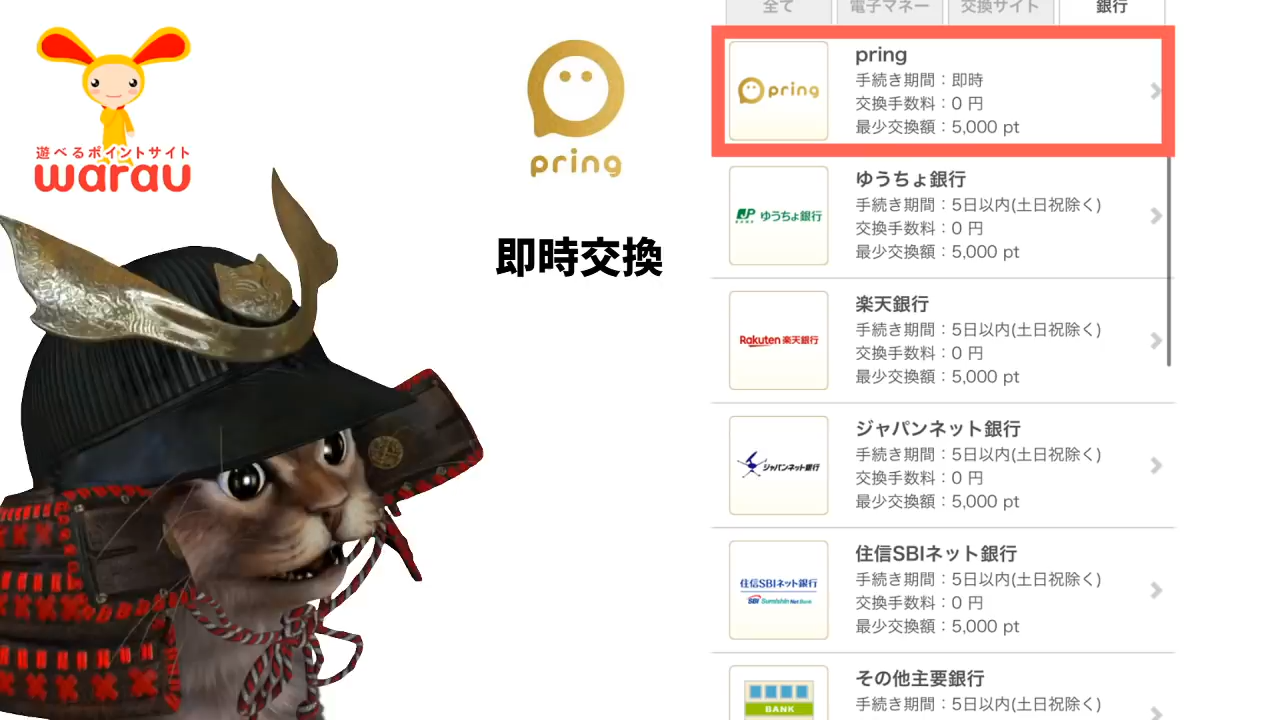 遊べるポイントサイト
warau
pring
即時交換
全て
電子マネー
交換サイト
銀行
pring
pring
手続き期間：即時
交換手数料：0 円
最少交換額：5,000 pt
JP
BANK
ゆうちょ銀行
ゆうちょ銀行
手続き期間：5日以内(土日祝除く)
交換手数料：0 円
最少交換額：5,000 pt
Rakuten 楽天銀行
楽天銀行
手続き期間：5日以内(土日祝除く)
交換手数料：0 円
最少交換額：5,000 pt
ジャパンネット銀行
ジャパンネット銀行
手続き期間：5日以内(土日祝除く)
交換手数料：0 円
最少交換額：5,000 pt
住信SBIネット銀行
SBI Sumishin Net Bank
住信SBIネット銀行
手続き期間：5日以内(土日祝除く)
交換手数料：0 円
最少交換額：5,000 pt
BANK
その他主要銀行
手続き期間：5日以内(土日祝除く)